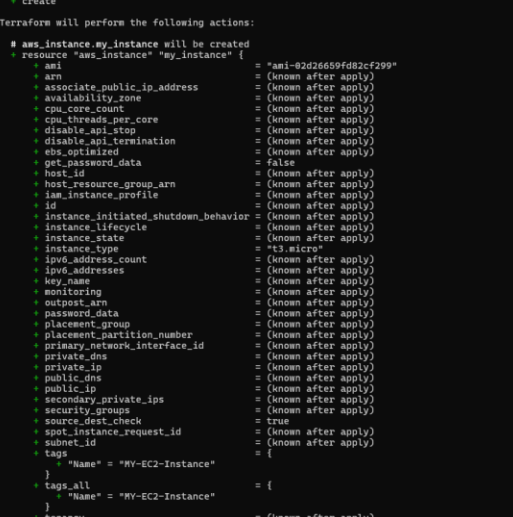 + create
Terraform will perform the following actions:
# aws_instance.my_instance will be created
+ resource "aws_instance" "my_instance" {
+ ami = "ami-02d26659fd82cf299"
+ arn = (known after apply)
+ associate_public_ip_address = (known after apply)
+ availability_zone = (known after apply)
+ cpu_core_count = (known after apply)
+ cpu_threads_per_core = (known after apply)
+ disable_api_stop = (known after apply)
+ disable_api_termination = (known after apply)
+ ebs_optimized = (known after apply)
+ get_password_data = false
+ host_id = (known after apply)
+ host_resource_group_arn = (known after apply)
+ iam_instance_profile = (known after apply)
+ id = (known after apply)
+ instance_initiated_shutdown_behavior = (known after apply)
+ instance_lifecycle = (known after apply)
+ instance_state = (known after apply)
+ instance_type = "t3.micro"
+ ipv6_address_count = (known after apply)
+ ipv6_addresses = (known after apply)
+ key_name = (known after apply)
+ monitoring = (known after apply)
+ outpost_arn = (known after apply)
+ password_data = (known after apply)
+ placement_group = (known after apply)
+ placement_partition_number = (known after apply)
+ primary_network_interface_id = (known after apply)
+ private_dns = (known after apply)
+ private_ip = (known after apply)
+ public_dns = (known after apply)
+ public_ip = (known after apply)
+ secondary_private_ips = (known after apply)
+ security_groups = (known after apply)
+ source_dest_check = true
+ spot_instance_request_id = (known after apply)
+ subnet_id = (known after apply)
+ tags = {
+ "Name" = "MY-EC2-Instance"
}
+ tags_all = {
+ "Name" = "MY-EC2-Instance"
}